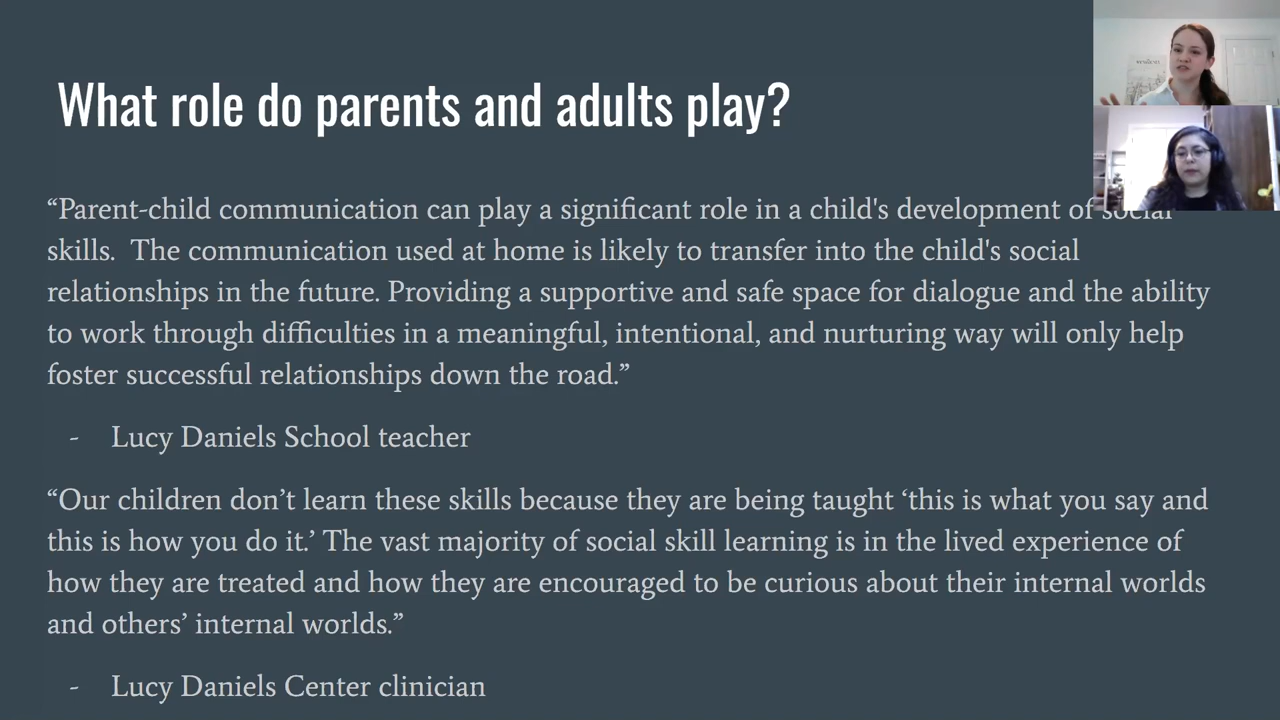 What role do parents and adults play?
“Parent-child communication can play a significant role in a child's development of social
skills.  The communication used at home is likely to transfer into the child's social
relationships in the future. Providing a supportive and safe space for dialogue and the ability
to work through difficulties in a meaningful, intentional, and nurturing way will only help
foster successful relationships down the road.”
- Lucy Daniels School teacher
“Our children don’t learn these skills because they are being taught ‘this is what you say and
this is how you do it.’ The vast majority of social skill learning is in the lived experience of
how they are treated and how they are encouraged to be curious about their internal worlds
and others’ internal worlds.”
- Lucy Daniels Center clinician